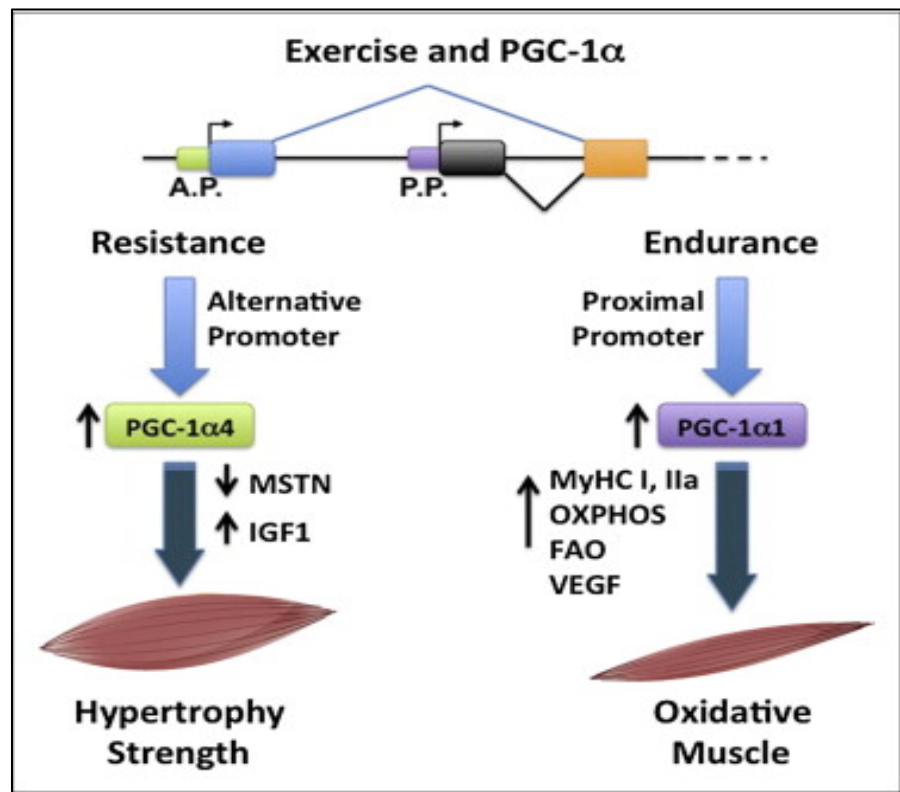 Exercise and PGC-1α
A.P.
P.P.
Resistance
Endurance
Alternative
Promoter
Proximal
Promoter
PGC-1α4
PGC-1α1
MSTN
IGF1
MyHC I, IIa
OXPHOS
FAO
VEGF
Hypertrophy
Strength
Oxidative
Muscle